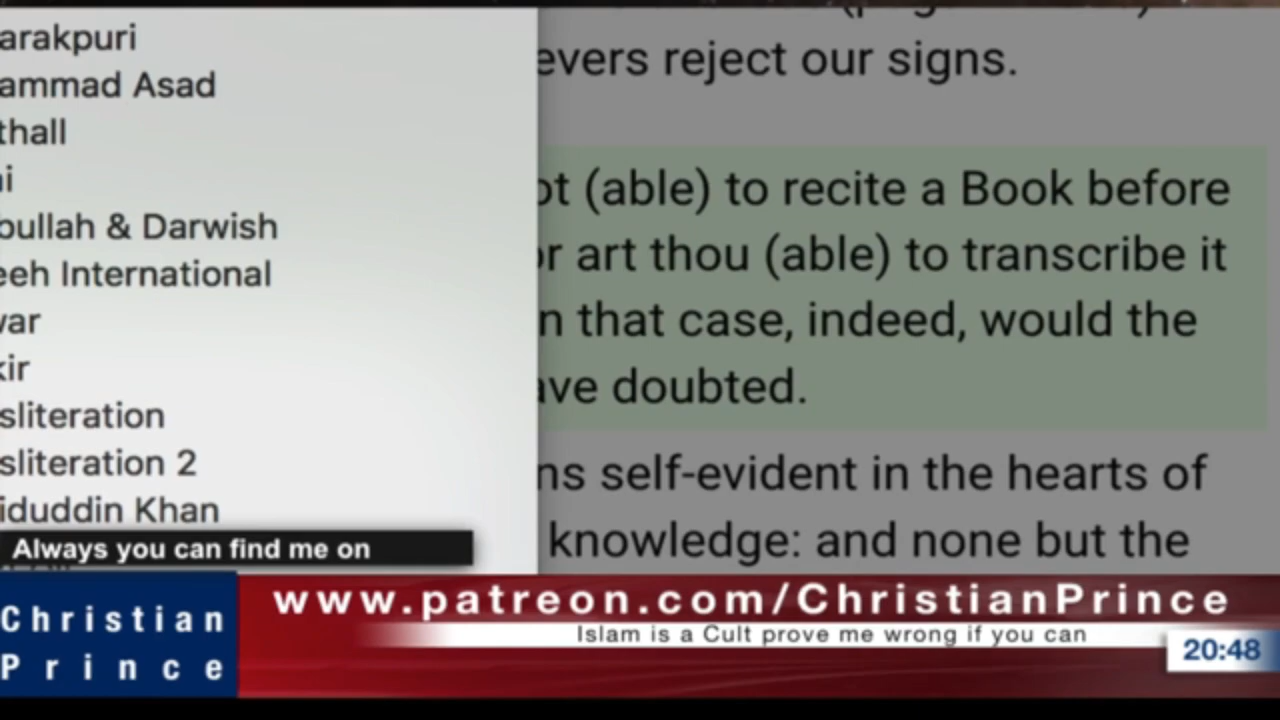 arakpuri
ammad Asad
thall
i
oullah & Darwish
eeh International
war
kir
sliteration
sliteration 2
iduddin Khan
evers reject our signs.
ot (able) to recite a Book before
or art thou (able) to transcribe it
n that case, indeed, would the
ave doubted.
ns self-evident in the hearts of
knowledge: and none but the
Always you can find me on
Christian
Prince
www.patreon.com/ChristianPrince
Islam is a Cult prove me wrong if you can
20:48